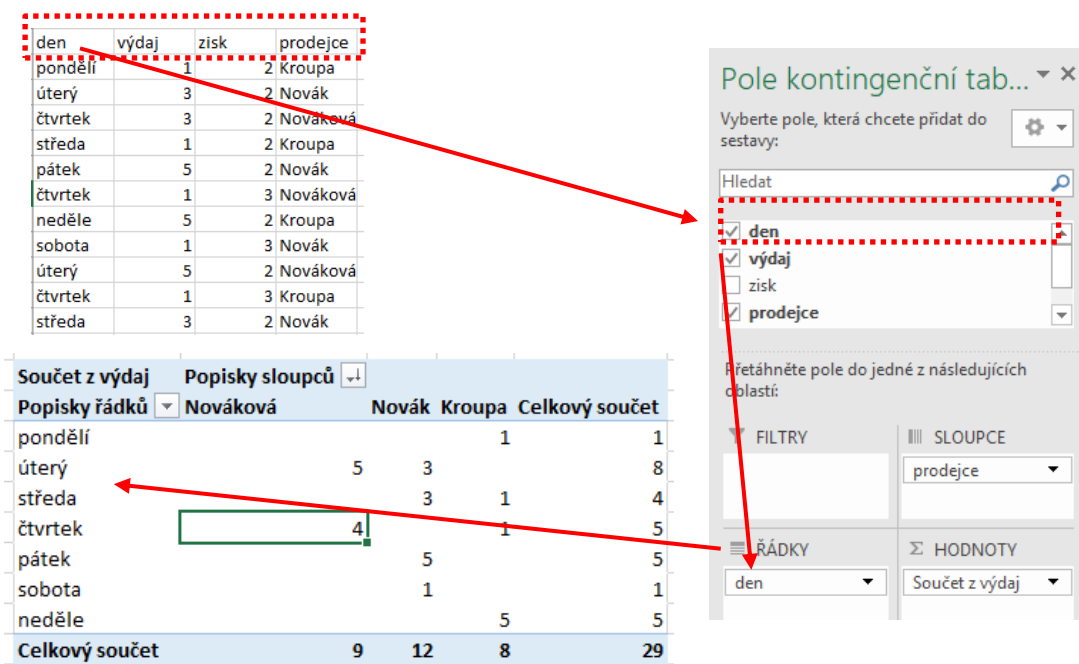 den výdaj zisk prodejce
pondělí 1 2 Kroupa
úterý 3 2 Novák
čtvrtek 3 2 Nováková
středa 1 2 Kroupa
pátek 5 2 Novák
čtvrtek 1 3 Nováková
neděle 5 2 Kroupa
sobota 1 3 Novák
úterý 5 2 Nováková
čtvrtek 1 3 Kroupa
středa 3 2 Novák
Součet z výdaj Popisky sloupců
Popisky řádků Nováková Novák Kroupa Celkový součet
pondělí 1 1
úterý 5 3 8
středa 3 1 4
čtvrtek 4 1 5
pátek 5 5
sobota 1 1
neděle 5 5
Celkový součet 9 12 8 29
Pole kontingenční tab...
Vyberte pole, která chcete přidat do
sestavy:
Hledat
den
výdaj
zisk
prodejce
Přetáhněte pole do jedné z následujících
oblastí:
FILTRY
SLOUPCE
prodejce
ŘÁDKY
Σ HODNOTY
den
Součet z výdaj